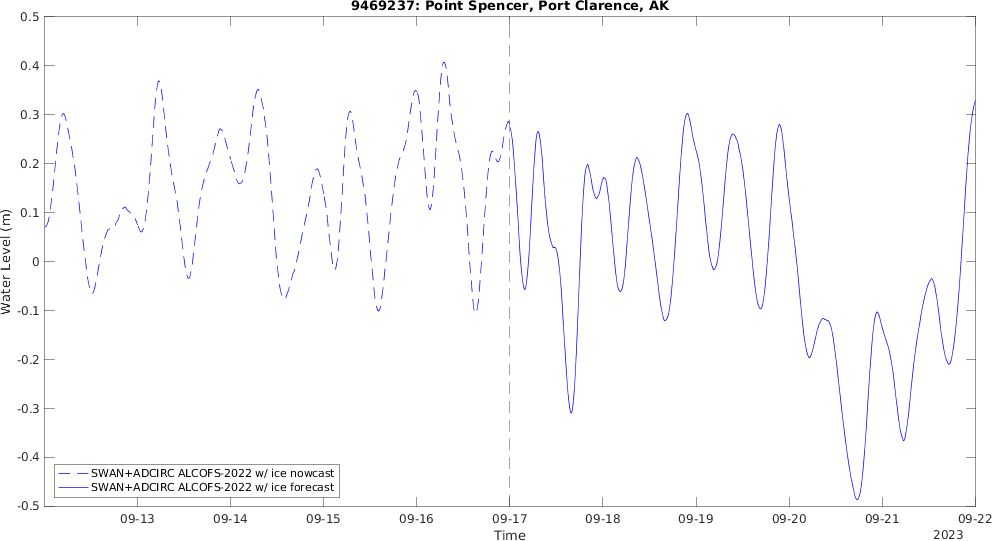 9469237: Point Spencer, Port Clarence, AK
0.5
0.4
0.3
0.2
0.1
0
-0.1
-0.2
-0.3
-0.4
-0.5
Water Level (m)
SWAN+ADCIRC ALCOFS-2022 w/ ice nowcast
SWAN+ADCIRC ALCOFS-2022 w/ ice forecast
09-13 09-14 09-15 09-16 09-17 09-18 09-19 09-20 09-21 09-22
Time
2023